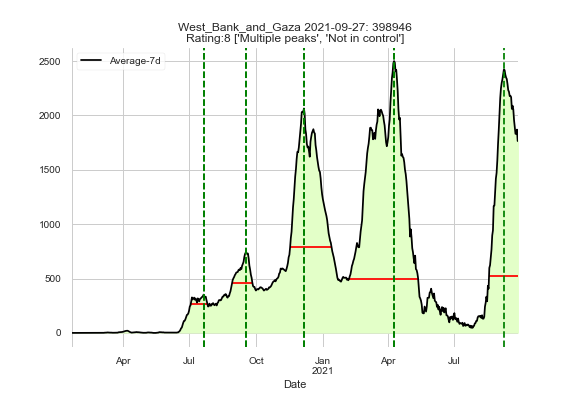 West_Bank_and_Gaza 2021-09-27: 398946
Rating:8 ['Multiple peaks', 'Not in control']
Average-7d
2500
2000
1500
1000
500
0
Apr Jul Oct Jan Apr Jul
2021
Date